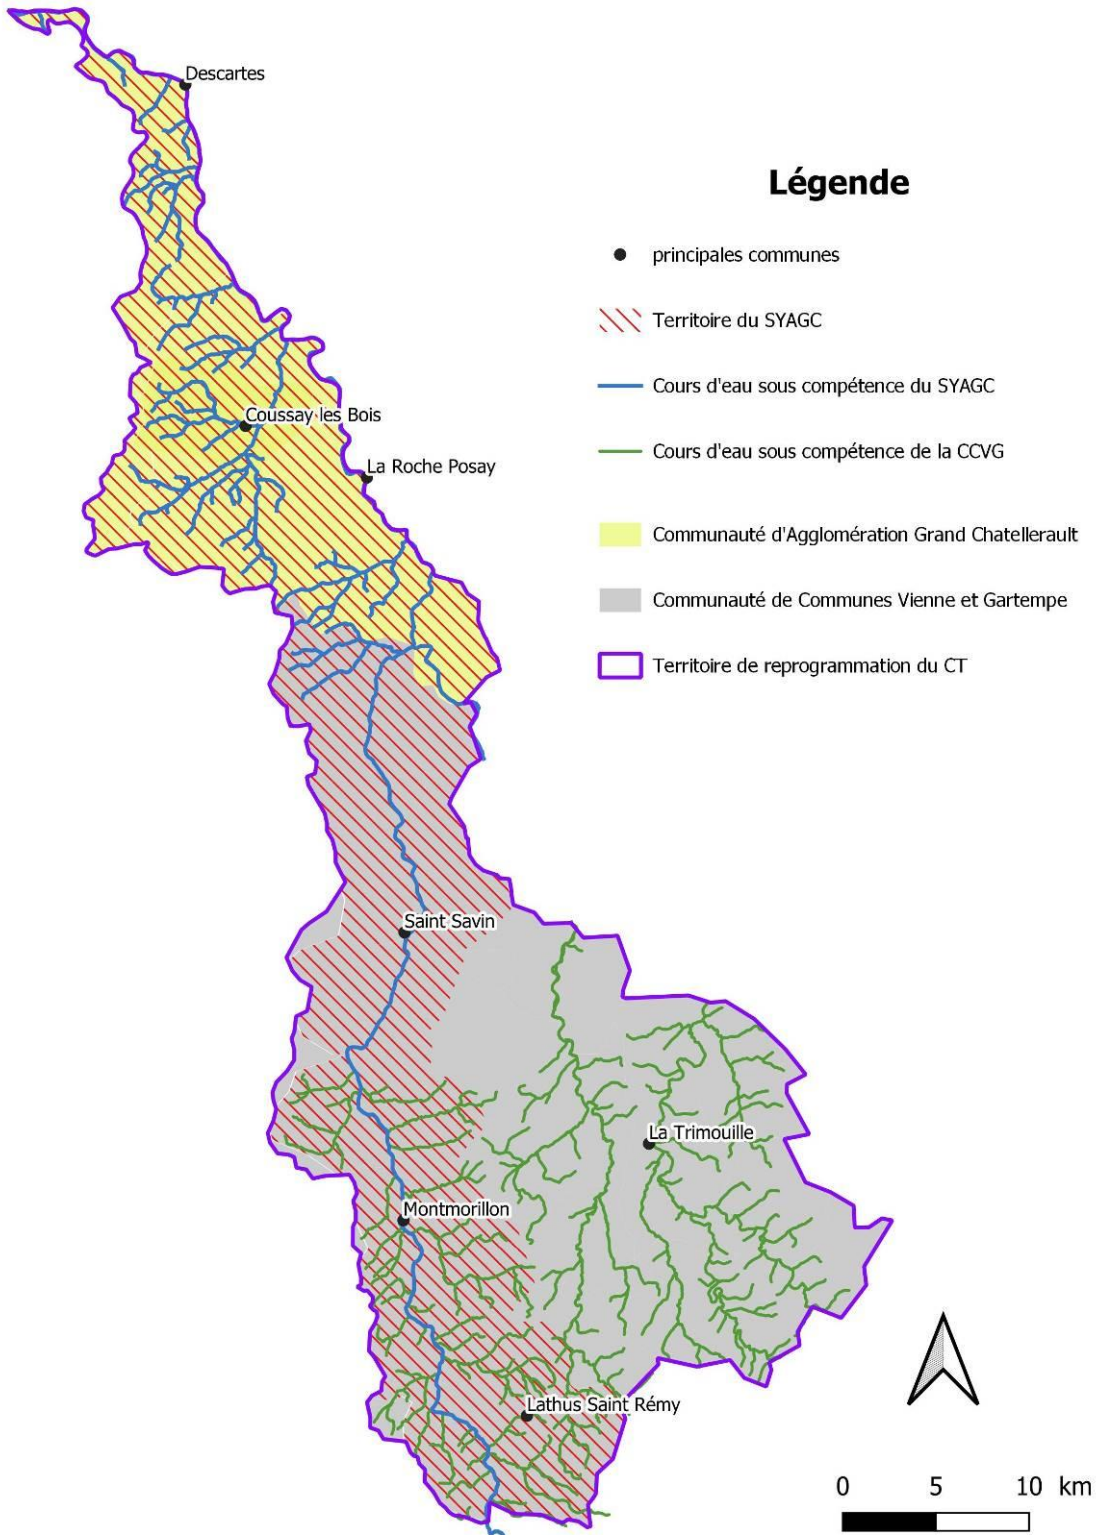 Descartes
Légende
principales communes
Territoire du SYAGC
Cours d'eau sous compétence du SYAGC
Coussay les Bois
Cours d'eau sous compétence de la CCVG
La Roche Posay
Communauté d'Agglomération Grand Chatellerault
Communauté de Communes Vienne et Gartempe
Territoire de reprogrammation du CT
Saint Savin
La Trimouille
Montmorillon
Lathus Saint Rémy
0 5 10 km